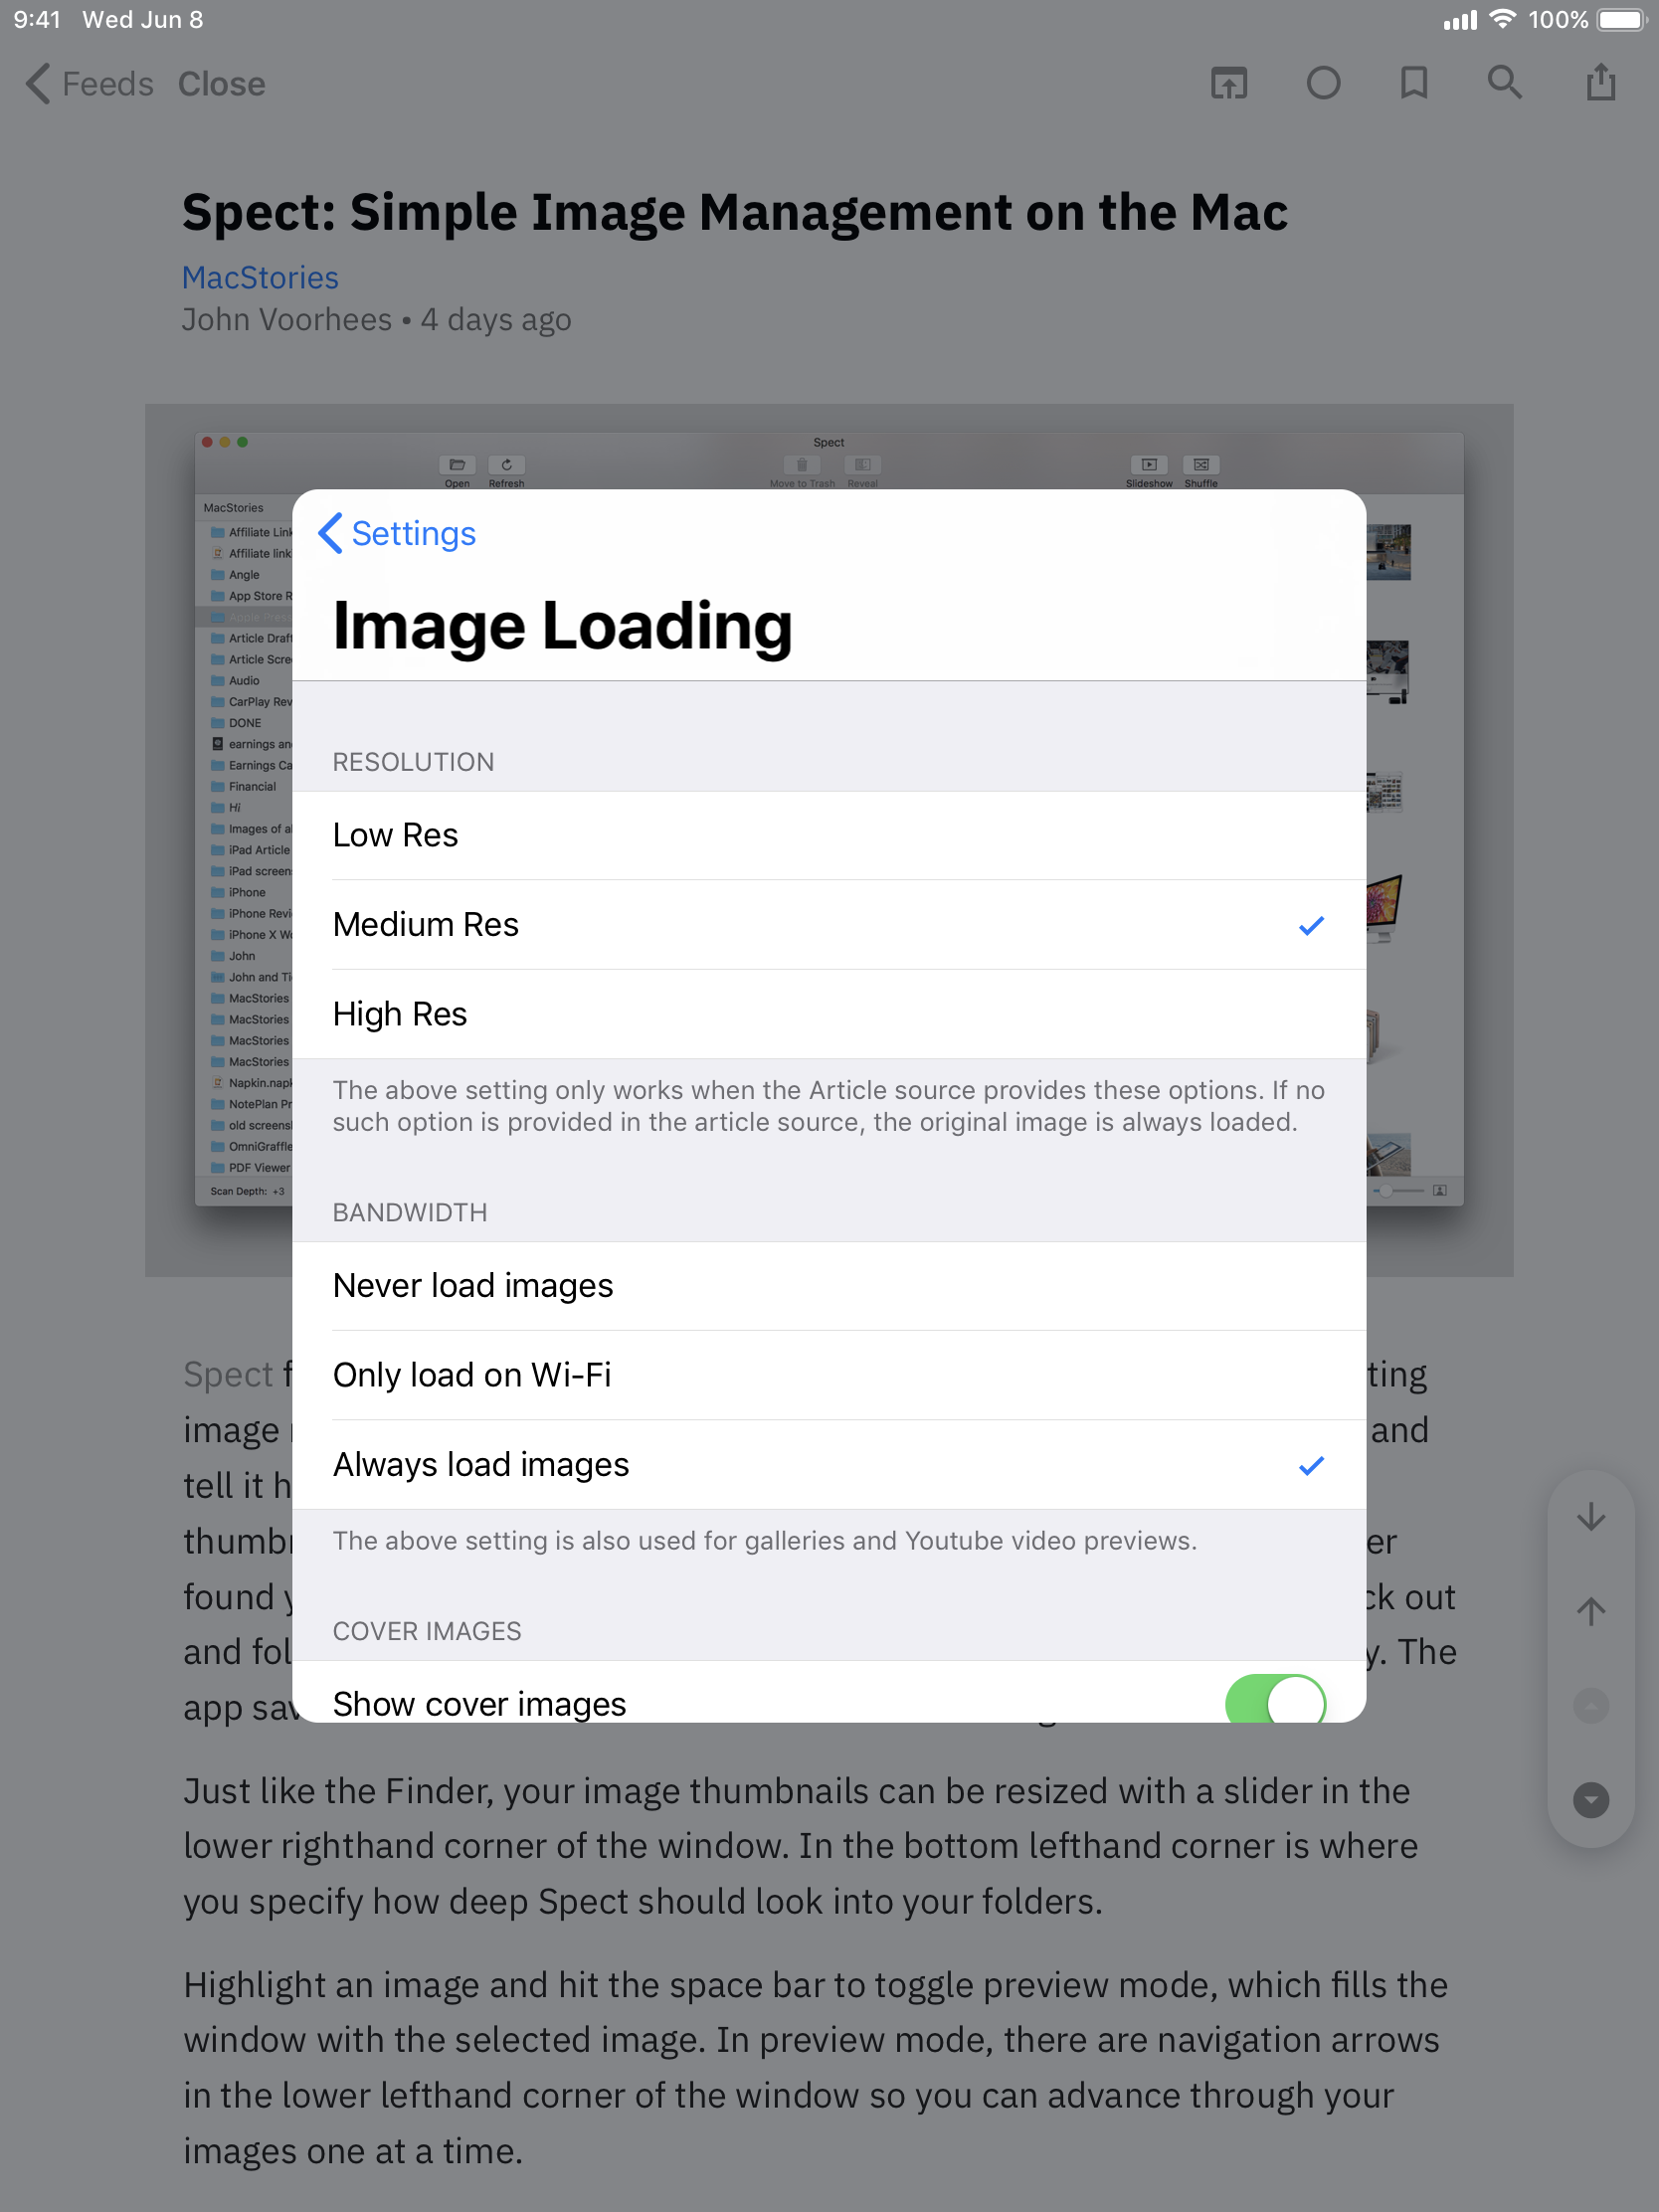 9:41 Wed Jun 8
100%
Feeds Close
Spect: Simple Image Management on the Mac
MacStories
John Voorhees • 4 days ago
Spect
Open Refresh Move to Trash Reveal Slideshow Shuffle
MacStories
Affiliate Link
Affiliate link
Angle
App Store R
Apple Press
Article Draft
Article Scre
Audio
CarPlay Rev
DONE
earnings an
Earnings Ca
Financial
Hi
Images of al
iPad Article
iPad screen
iPhone
iPhone Revi
iPhone X W
John
John and Ti
MacStories
MacStories
MacStories
MacStories
Napkin.napk
NotePlan Pr
old screens
OmniGraffle
PDF Viewer
Scan Depth: +3
Settings
Image Loading
RESOLUTION
Low Res
Medium Res
High Res
The above setting only works when the Article source provides these options. If no
such option is provided in the article source, the original image is always loaded.
BANDWIDTH
Never load images
Only load on Wi-Fi
Always load images
The above setting is also used for galleries and Youtube video previews.
COVER IMAGES
Show cover images
Spect f
ting
image
and
tell it h
thumbn
er
found y
ck out
and fol
y. The
app sav
Just like the Finder, your image thumbnails can be resized with a slider in the
lower righthand corner of the window. In the bottom lefthand corner is where
you specify how deep Spect should look into your folders.
Highlight an image and hit the space bar to toggle preview mode, which fills the
window with the selected image. In preview mode, there are navigation arrows
in the lower lefthand corner of the window so you can advance through your
images one at a time.